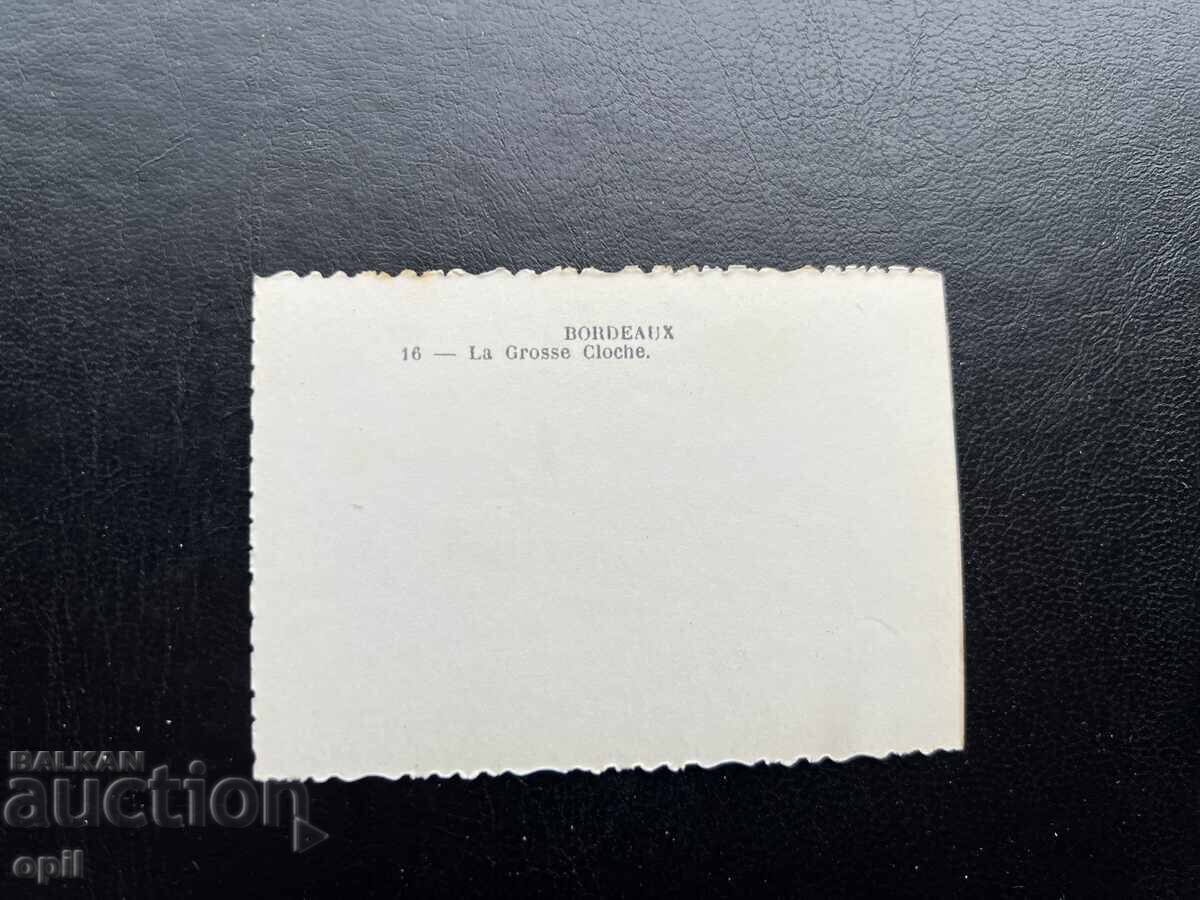 BORDEAUX
16 — La Grosse Cloche.
BALKAN
auction
opil